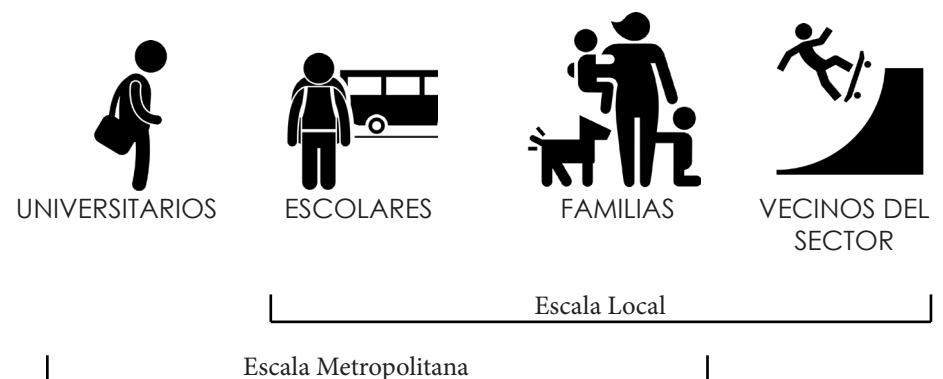 UNIVERSITARIOS
ESCOLARES
FAMILIAS
VECINOS DEL
SECTOR
Escala Local
Escala Metropolitana